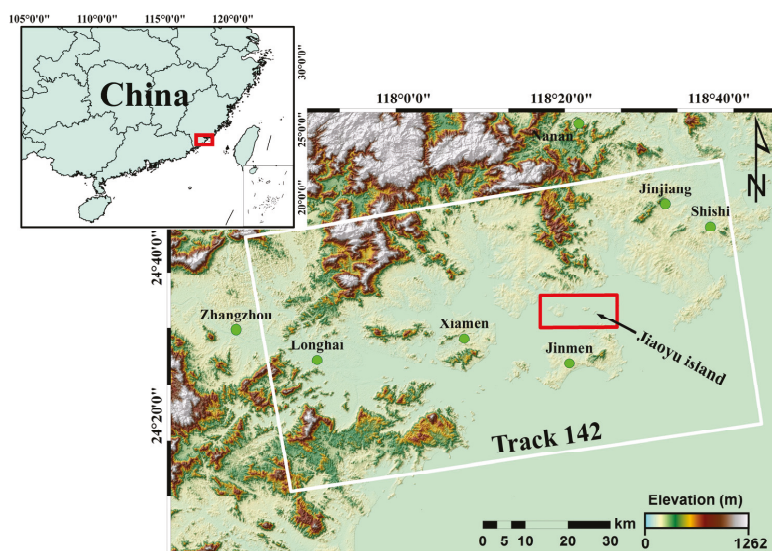 105°0'0" 110°0'0" 115°0'0" 120°0'0"
30°0'0"
25°0'0"
20°0'0"
China
118°0'0" 118°20'0" 118°40'0"
24°40'0"
24°20'0"
N
Nanan
Jinjiang
Shishi
Zhangzhou
Xiamen
Longhai
Jinmen
Jiaoyu island
Track 142
Elevation (m)
0 1262
km
0 5 10 20 30